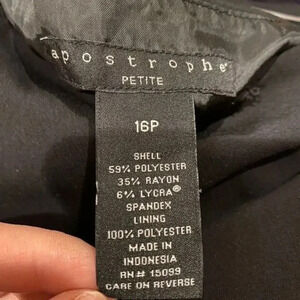 apostrophe®
PETITE
16P
SHELL
59% POLYESTER
35% RAYON
6% LYCRA®
SPANDEX
LINING
100% POLYESTER
MADE IN
INDONESIA
RN# 15099
CARE ON REVERSE